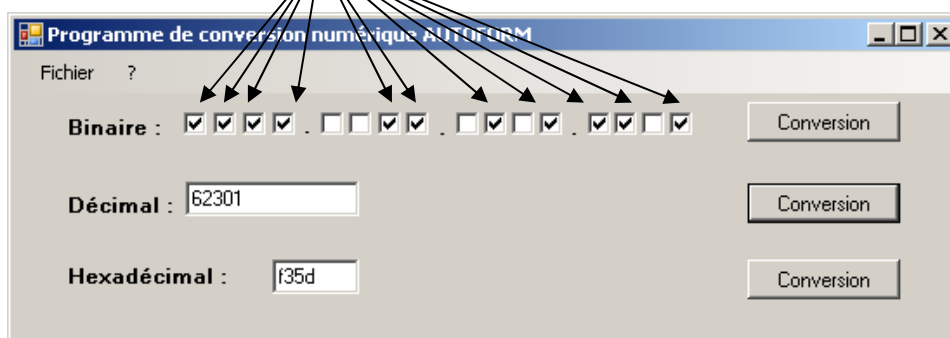 Programme de conversion numérique AUTOFORM
Fichier ?
Binaire : . . . Conversion
Décimal : 62301 Conversion
Hexadécimal : f35d Conversion